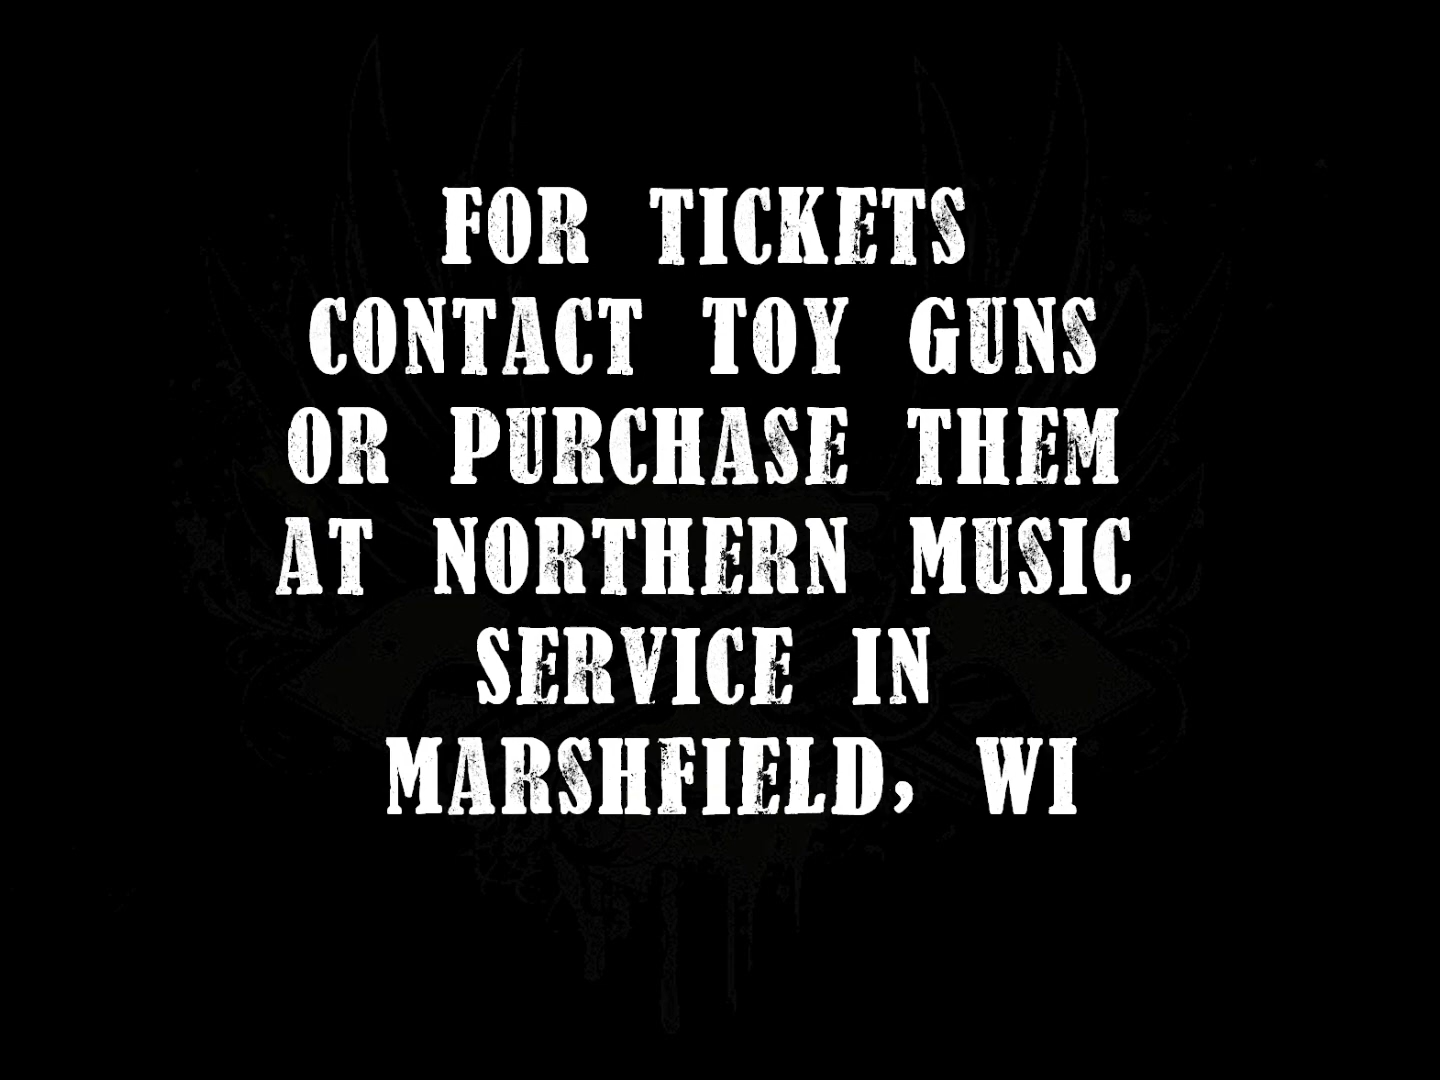 FOR TICKETS
CONTACT TOY GUNS
OR PURCHASE THEM
AT NORTHERN MUSIC
SERVICE IN
MARSHFIELD, WI